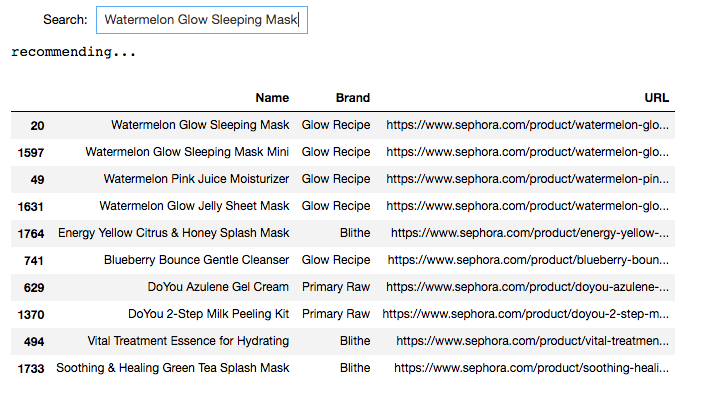 Search: Watermelon Glow Sleeping Mask
recommending...
Name Brand URL
20 Watermelon Glow Sleeping Mask Glow Recipe https://www.sephora.com/product/watermelon-glo...
1597 Watermelon Glow Sleeping Mask Mini Glow Recipe https://www.sephora.com/product/watermelon-glo...
49 Watermelon Pink Juice Moisturizer Glow Recipe https://www.sephora.com/product/watermelon-pin...
1631 Watermelon Glow Jelly Sheet Mask Glow Recipe https://www.sephora.com/product/watermelon-glo...
1764 Energy Yellow Citrus & Honey Splash Mask Blithe https://www.sephora.com/product/energy-yellow-...
741 Blueberry Bounce Gentle Cleanser Glow Recipe https://www.sephora.com/product/blueberry-boun...
629 DoYou Azulene Gel Cream Primary Raw https://www.sephora.com/product/doyou-azulene-...
1370 DoYou 2-Step Milk Peeling Kit Primary Raw https://www.sephora.com/product/doyou-2-step-m...
494 Vital Treatment Essence for Hydrating Blithe https://www.sephora.com/product/vital-treatmen...
1733 Soothing & Healing Green Tea Splash Mask Blithe https://www.sephora.com/product/soothing-heali...